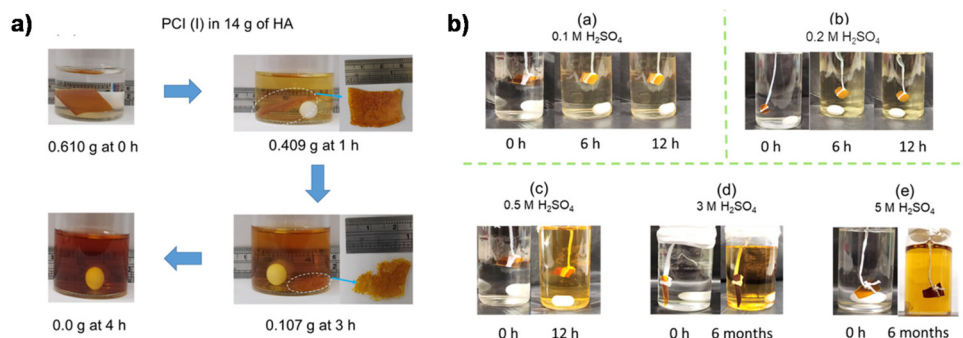 a)
PCI (I) in 14 g of HA
0.610 g at 0 h
0.409 g at 1 h
0.0 g at 4 h
0.107 g at 3 h
b)
(a)
0.1 M H₂SO₄
0 h 6 h 12 h
(b)
0.2 M H₂SO₄
0 h 6 h 12 h
(c)
0.5 M H₂SO₄
0 h 12 h
(d)
3 M H₂SO₄
0 h 6 months
(e)
5 M H₂SO₄
0 h 6 months